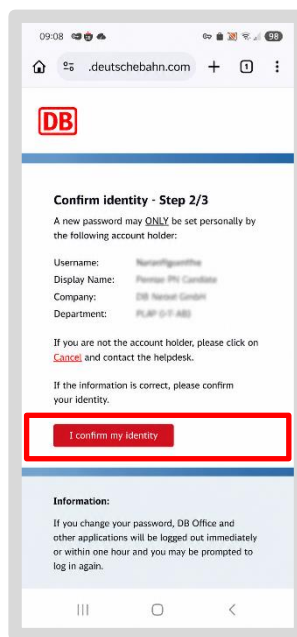 09:08
98
.deutschebahn.com
1
DB
Confirm identity - Step 2/3
A new password may ONLY be set personally by
the following account holder:
Username:
Display Name:
Company:
Department:
If you are not the account holder, please click on
Cancel and contact the helpdesk.
If the information is correct, please confirm
your identity.
I confirm my identity
Information:
If you change your password, DB Office and
other applications will be logged out immediately
or within one hour and you may be prompted to
log in again.